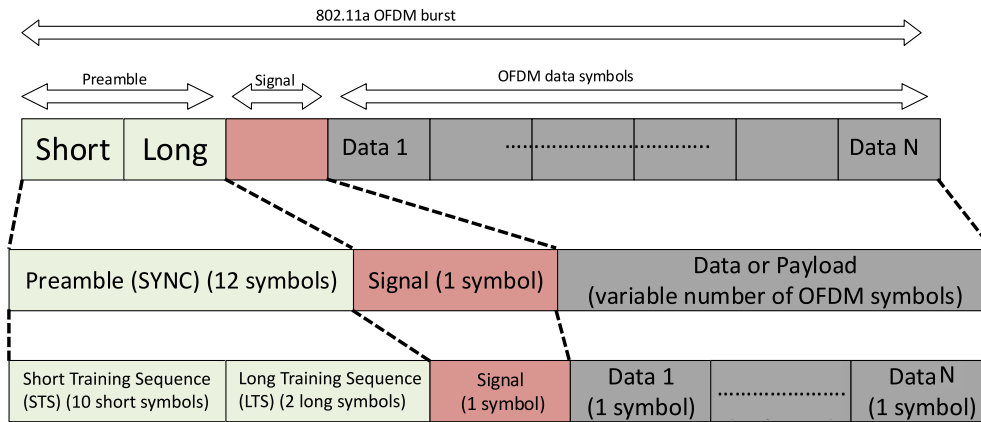 802.11a OFDM burst
Preamble
Signal
OFDM data symbols
Short
Long
Data 1
.......................................
Data N
Preamble (SYNC) (12 symbols)
Signal (1 symbol)
Data or Payload
(variable number of OFDM symbols)
Short Training Sequence
(STS) (10 short symbols)
Long Training Sequence
(LTS) (2 long symbols)
Signal
(1 symbol)
Data 1
(1 symbol)
........................
Data N
(1 symbol)